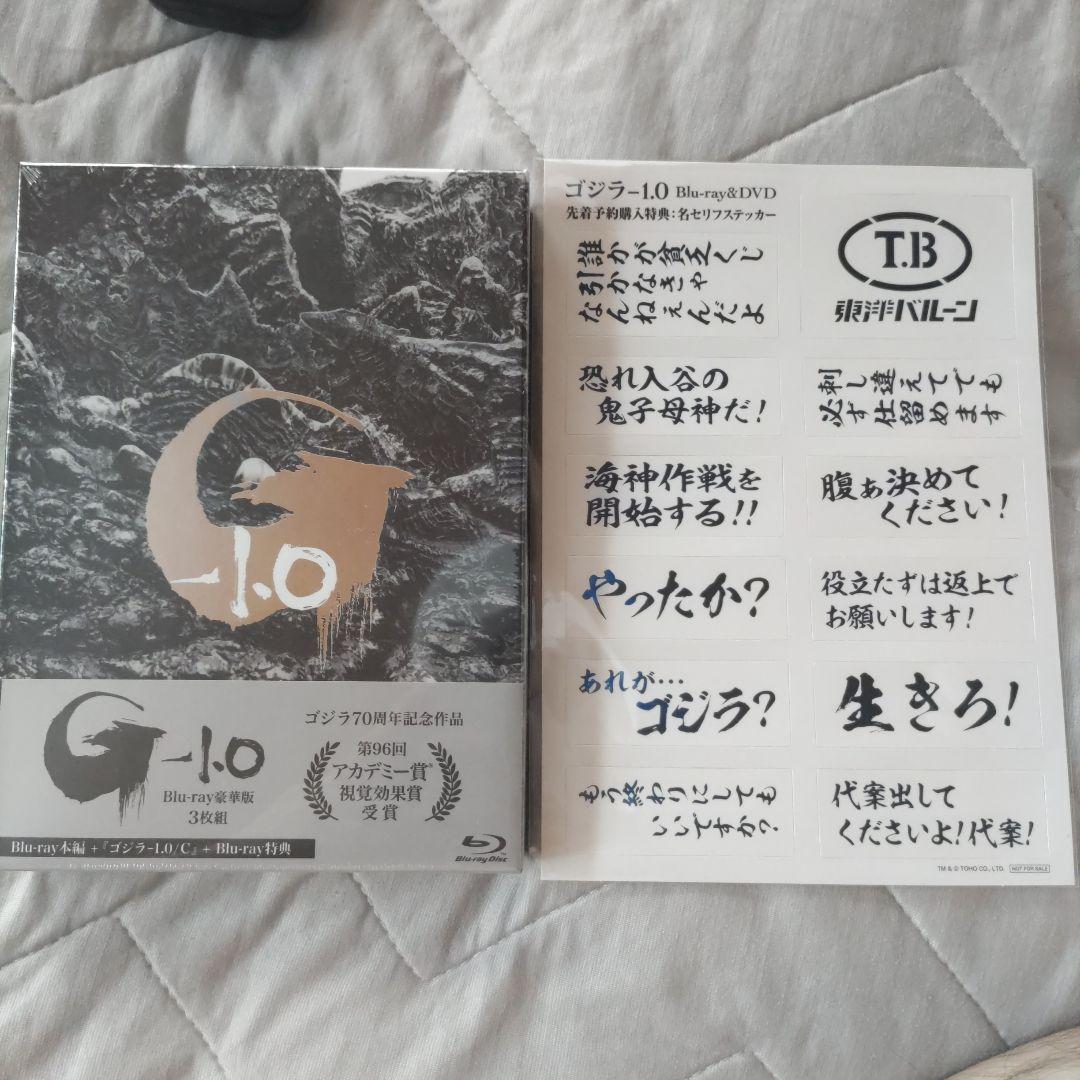 -1.0
G-1.0
Blu-ray豪華版
3枚組
ゴジラ70周年記念作品
第96回
アカデミー賞®
視覚効果賞
受賞
Blu-ray本編+『ゴジラ-1.0/C』+ Blu-ray特典
Blu-ray Disc
ゴジラ-1.0 Blu-ray&DVD
先着予約購入特典:名セリフステッカー
誰かが貧乏くじ
引かなきゃ
なんねぇんだよ
T.B
東洋バルーン
恐れ入谷の
鬼子母神だ!
刺し違えてでも
必ず仕留めます
海神作戦を
開始する!!
腹ぁ決めて
ください!
やったか?
役立たずは返上で
お願いします!
あれが…
ゴジラ?
生きろ!
もう終わりにしても
いいですか?
代案出して
くださいよ!代案!
TM & © TOHO CO., LTD.
NOT FOR SALE